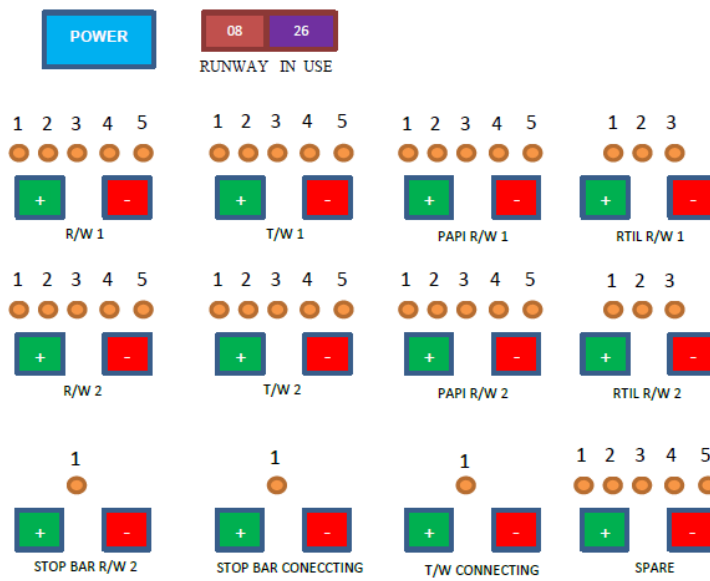 POWER
08 26
RUNWAY IN USE
1 2 3 4 5 1 2 3 4 5 1 2 3 4 5 1 2 3
+ - + - + - + -
R/W 1 T/W 1 PAPI R/W 1 RTIL R/W 1
1 2 3 4 5 1 2 3 4 5 1 2 3 4 5 1 2 3
+ - + - + - + -
R/W 2 T/W 2 PAPI R/W 2 RTIL R/W 2
1 1 1 1 2 3 4 5
+ - + - + - + -
STOP BAR R/W 2 STOP BAR CONECCTING T/W CONNECTING SPARE